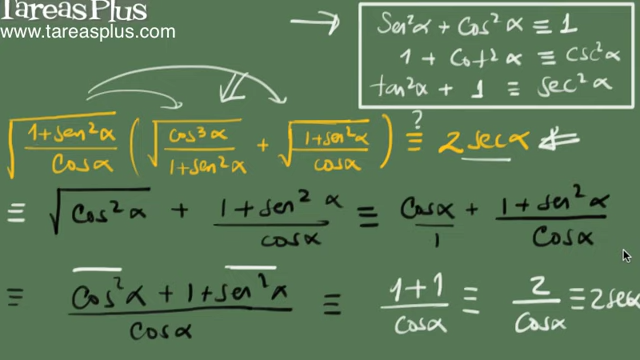 TareasPlus
www.tareasplus.com
→ Sen²α + Cos²α ≡ 1
1 + Cot²α ≡ csc²α
tan²α + 1 ≡ sec²α
√((1+sen²α)/cosα) (√(cos³α/(1+sen²α)) + √((1+sen²α)/cosα)) ≡? 2secα ⇐
≡ √(cos²α) + (1+sen²α)/cosα ≡ cosα/1 + (1+sen²α)/cosα
≡ (cos²α + 1 + sen²α)/cosα ≡ (1+1)/cosα ≡ 2/cosα ≡ 2secα